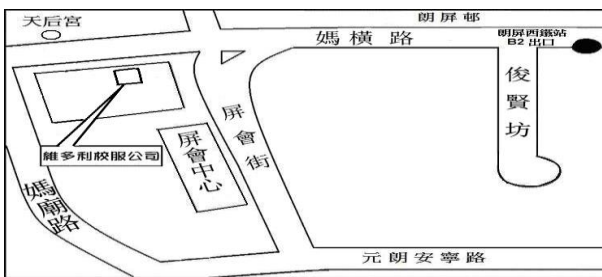 天后宮
朗屏邨
媽橫路
朗屏西鐵站
B2 出口
俊賢坊
屏會街
屏會中心
維多利校服公司
媽廟路
元朗安寧路